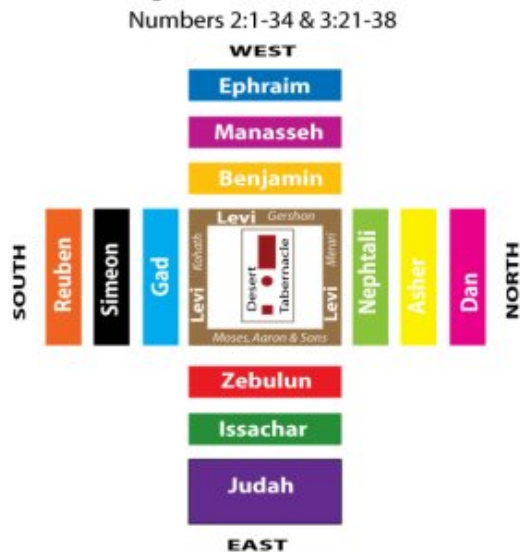 Numbers 2:1-34 & 3:21-38
WEST
Ephraim
Manasseh
Benjamin
SOUTH
Reuben
Simeon
Gad
Levi Gershon
Kohath
Levi
Desert
Tabernacle
Merari
Levi
Moses, Aaron & Sons
Nephtali
Asher
Dan
NORTH
Zebulun
Issachar
Judah
EAST